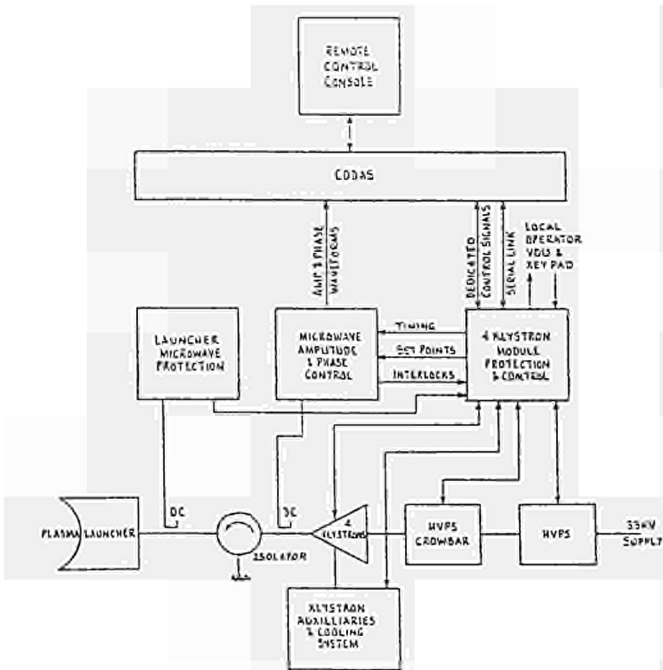 REMOTE
CONTROL
CONSOLE
CODAS
AMP & PHASE
WAVEFORMS
DEDICATED
CONTROL SIGNALS
SERIAL LINK
LOCAL
OPERATOR
VDU &
KEY PAD
LAUNCHER
MICROWAVE
PROTECTION
MICROWAVE
AMPLITUDE
& PHASE
CONTROL
TIMING
SET POINTS
INTERLOCKS
4 KLYSTRON
MODULE
PROTECTION
& CONTROL
PLASMA LAUNCHER
DC
ISOLATOR
DC
4
KLYSTRONS
HVPS
CROWBAR
HVPS
33KV
SUPPLY
KLYSTRON
AUXILLIARIES
& COOLING
SYSTEM